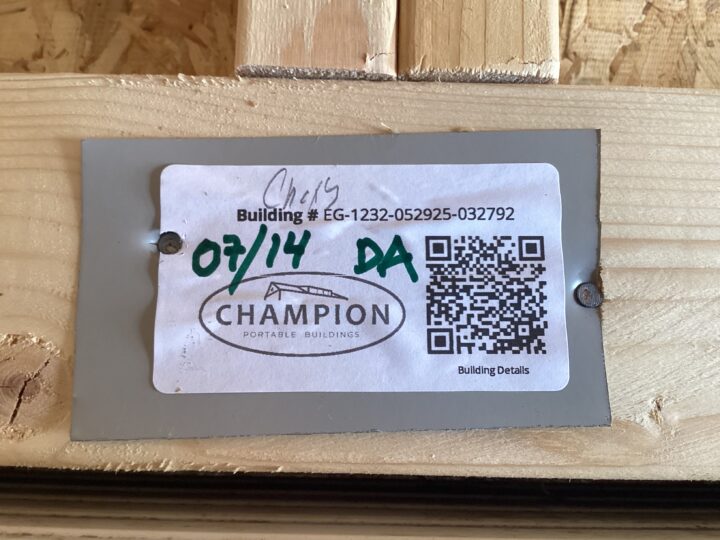 Building # EG-1232-052925-032792
07/14 DA
CHAMPION
PORTABLE BUILDINGS
Building Details